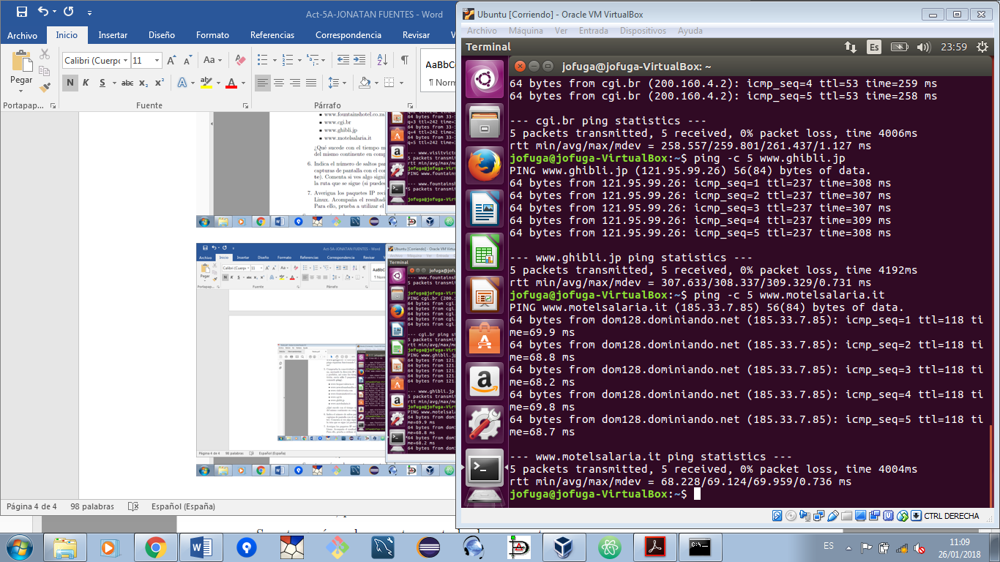 Act-5A-JONATAN FUENTES - Word
Archivo Inicio Insertar Diseño Formato Referencias Correspondencia Revisar
Calibri (Cuerpo 11
Pegar
N K S abc x₂ x²
AaBbCc
¶ Norm
Portapap... Fuente Párrafo
www.fountainshotel.co.za
www.cgi.br
www.ghibli.jp
www.motelsalaria.it
¿Qué sucede con el tiempo m
del mismo continente en comp
6. Indica el número de saltos par
capturas de pantalla con el co
te). Comenta si ves algo signi
la ruta que se sigue (si puede
7. Averigua los paquetes IP reci
Linux. Acompaña el resultad
Para ello, prueba a utilizar el
Página 4 de 4 98 palabras Español (España)
Ubuntu [Corriendo] - Oracle VM VirtualBox
Archivo Máquina Ver Entrada Dispositivos Ayuda
Terminal Es 23:59
jofuga@jofuga-VirtualBox: ~
64 bytes from cgi.br (200.160.4.2): icmp_seq=4 ttl=53 time=259 ms
64 bytes from cgi.br (200.160.4.2): icmp_seq=5 ttl=53 time=258 ms
--- cgi.br ping statistics ---
5 packets transmitted, 5 received, 0% packet loss, time 4006ms
rtt min/avg/max/mdev = 258.557/259.801/261.437/1.127 ms
jofuga@jofuga-VirtualBox:~$ ping -c 5 www.ghibli.jp
PING www.ghibli.jp (121.95.99.26) 56(84) bytes of data.
64 bytes from 121.95.99.26: icmp_seq=1 ttl=237 time=308 ms
64 bytes from 121.95.99.26: icmp_seq=2 ttl=237 time=307 ms
64 bytes from 121.95.99.26: icmp_seq=3 ttl=237 time=307 ms
64 bytes from 121.95.99.26: icmp_seq=4 ttl=237 time=309 ms
64 bytes from 121.95.99.26: icmp_seq=5 ttl=237 time=308 ms
--- www.ghibli.jp ping statistics ---
5 packets transmitted, 5 received, 0% packet loss, time 4192ms
rtt min/avg/max/mdev = 307.633/308.337/309.329/0.731 ms
jofuga@jofuga-VirtualBox:~$ ping -c 5 www.motelsalaria.it
PING www.motelsalaria.it (185.33.7.85) 56(84) bytes of data.
64 bytes from dom128.dominiando.net (185.33.7.85): icmp_seq=1 ttl=118 ti
me=69.9 ms
64 bytes from dom128.dominiando.net (185.33.7.85): icmp_seq=2 ttl=118 ti
me=68.8 ms
64 bytes from dom128.dominiando.net (185.33.7.85): icmp_seq=3 ttl=118 ti
me=68.2 ms
64 bytes from dom128.dominiando.net (185.33.7.85): icmp_seq=4 ttl=118 ti
me=69.8 ms
64 bytes from dom128.dominiando.net (185.33.7.85): icmp_seq=5 ttl=118 ti
me=68.7 ms
--- www.motelsalaria.it ping statistics ---
5 packets transmitted, 5 received, 0% packet loss, time 4004ms
rtt min/avg/max/mdev = 68.228/69.124/69.959/0.736 ms
jofuga@jofuga-VirtualBox:~$
CTRL DERECHA
ES 11:09
26/01/2018